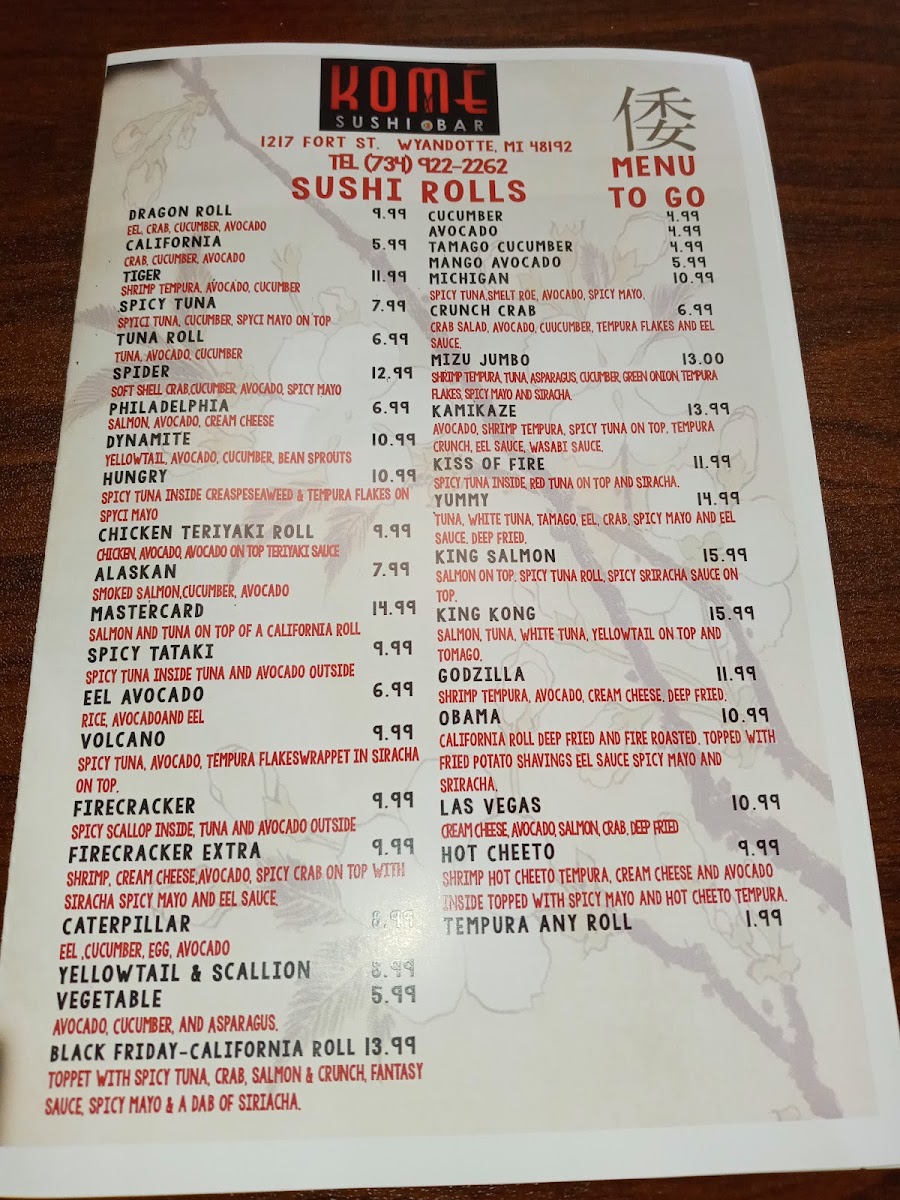 KOME
SUSHI BAR
倭
1217 FORT ST. WYANDOTTE, MI 48192
TEL (734) 922-2262
MENU
TO GO
SUSHI ROLLS
DRAGON ROLL 9.99
EEL, CRAB, CUCUMBER, AVOCADO
CALIFORNIA 5.99
CRAB, CUCUMBER, AVOCADO
TIGER 11.99
SHRIMP TEMPURA, AVOCADO, CUCUMBER
SPICY TUNA 7.99
SPYICI TUNA, CUCUMBER, SPYCI MAYO ON TOP
TUNA ROLL 6.99
TUNA, AVOCADO, CUCUMBER
SPIDER 12.99
SOFT SHELL CRAB,CUCUMBER, AVOCADO, SPICY MAYO
PHILADELPHIA 6.99
SALMON, AVOCADO, CREAM CHEESE
DYNAMITE 10.99
YELLOWTAIL, AVOCADO, CUCUMBER, BEAN SPROUTS
HUNGRY 10.99
SPICY TUNA INSIDE CREASPESEAWEED & TEMPURA FLAKES ON
SPYCI MAYO
CHICKEN TERIYAKI ROLL 9.99
CHICKEN, AVOCADO, AVOCADO ON TOP TERIYAKI SAUCE
ALASKAN 7.99
SMOKED SALMON,CUCUMBER, AVOCADO
MASTERCARD 14.99
SALMON AND TUNA ON TOP OF A CALIFORNIA ROLL
SPICY TATAKI 9.99
SPICY TUNA INSIDE TUNA AND AVOCADO OUTSIDE
EEL AVOCADO 6.99
RICE, AVOCADOAND EEL
VOLCANO 9.99
SPICY TUNA, AVOCADO, TEMPURA FLAKESWRAPPET IN SIRACHA
ON TOP.
FIRECRACKER 9.99
SPICY SCALLOP INSIDE, TUNA AND AVOCADO OUTSIDE
FIRECRACKER EXTRA 9.99
SHRIMP, CREAM CHEESE,AVOCADO, SPICY CRAB ON TOP WITH
SIRACHA SPICY MAYO AND EEL SAUCE.
CATERPILLAR 8.99
EEL ,CUCUMBER, EGG, AVOCADO
YELLOWTAIL & SCALLION 8.99
VEGETABLE 5.99
AVOCADO, CUCUMBER, AND ASPARAGUS.
BLACK FRIDAY-CALIFORNIA ROLL 13.99
TOPPET WITH SPICY TUNA, CRAB, SALMON & CRUNCH, FANTASY
SAUCE, SPICY MAYO & A DAB OF SIRIACHA.
CUCUMBER 4.99
AVOCADO 4.99
TAMAGO CUCUMBER 4.99
MANGO AVOCADO 5.99
MICHIGAN 10.99
SPICY TUNA,SMELT ROE, AVOCADO, SPICY MAYO.
CRUNCH CRAB 6.99
CRAB SALAD, AVOCADO, CUUCUMBER, TEMPURA FLAKES AND EEL
SAUCE.
MIZU JUMBO 13.00
SHRIMP TEMPURA, TUNA, ASPARAGUS, CUCUMBER, GREEN ONION, TEMPURA
FLAKES, SPICY MAYO AND SIRACHA.
KAMIKAZE 13.99
AVOCADO, SHRIMP TEMPURA, SPICY TUNA ON TOP, TEMPURA
CRUNCH, EEL SAUCE, WASABI SAUCE.
KISS OF FIRE 11.99
SPICY TUNA INSIDE, RED TUNA ON TOP AND SIRACHA.
YUMMY 14.99
TUNA, WHITE TUNA, TAMAGO, EEL, CRAB, SPICY MAYO AND EEL
SAUCE, DEEP FRIED.
KING SALMON 15.99
SALMON ON TOP, SPICY TUNA ROLL, SPICY SRIRACHA SAUCE ON
TOP.
KING KONG 15.99
SALMON, TUNA, WHITE TUNA, YELLOWTAIL ON TOP AND
TOMAGO.
GODZILLA 11.99
SHRIMP TEMPURA, AVOCADO, CREAM CHEESE, DEEP FRIED.
OBAMA 10.99
CALIFORNIA ROLL DEEP FRIED AND FIRE ROASTED, TOPPED WITH
FRIED POTATO SHAVINGS EEL SAUCE SPICY MAYO AND
SRIRACHA.
LAS VEGAS 10.99
CREAM CHEESE, AVOCADO, SALMON, CRAB, DEEP FRIED
HOT CHEETO 9.99
SHRIMP HOT CHEETO TEMPURA, CREAM CHEESE AND AVOCADO
INSIDE TOPPED WITH SPICY MAYO AND HOT CHEETO TEMPURA.
TEMPURA ANY ROLL 1.99